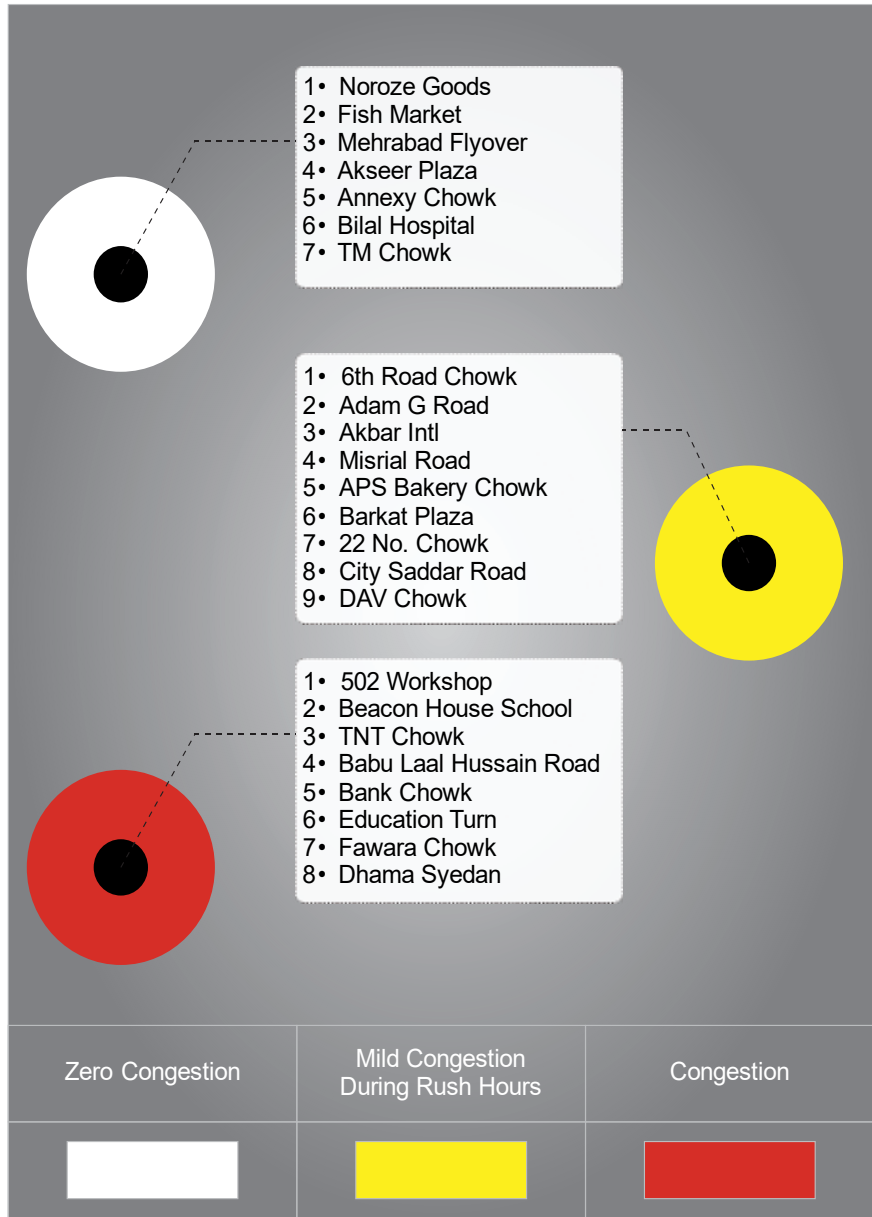 1• Noroze Goods
2• Fish Market
3• Mehrabad Flyover
4• Akseer Plaza
5• Annexy Chowk
6• Bilal Hospital
7• TM Chowk
1• 6th Road Chowk
2• Adam G Road
3• Akbar Intl
4• Misrial Road
5• APS Bakery Chowk
6• Barkat Plaza
7• 22 No. Chowk
8• City Saddar Road
9• DAV Chowk
1• 502 Workshop
2• Beacon House School
3• TNT Chowk
4• Babu Laal Hussain Road
5• Bank Chowk
6• Education Turn
7• Fawara Chowk
8• Dhama Syedan
Zero Congestion
Mild Congestion
During Rush Hours
Congestion